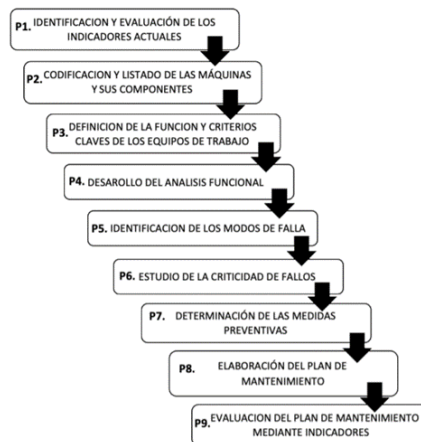 P1. IDENTIFICACION Y EVALUACIÓN DE LOS
INDICADORES ACTUALES
P2. CODIFICACION Y LISTADO DE LAS MÁQUINAS
Y SUS COMPONENTES
P3. DEFINICION DE LA FUNCION Y CRITERIOS
CLAVES DE LOS EQUIPOS DE TRABAJO
P4. DESAROLLO DEL ANALISIS FUNCIONAL
P5. IDENTIFICACION DE LOS MODOS DE FALLA
P6. ESTUDIO DE LA CRITICIDAD DE FALLOS
P7. DETERMINACIÓN DE LAS MEDIDAS
PREVENTIVAS
P8. ELABORACIÓN DEL PLAN DE
MANTENIMIENTO
P9. EVALUACION DEL PLAN DE MANTENIMIENTO
MEDIANTE INDICADORES